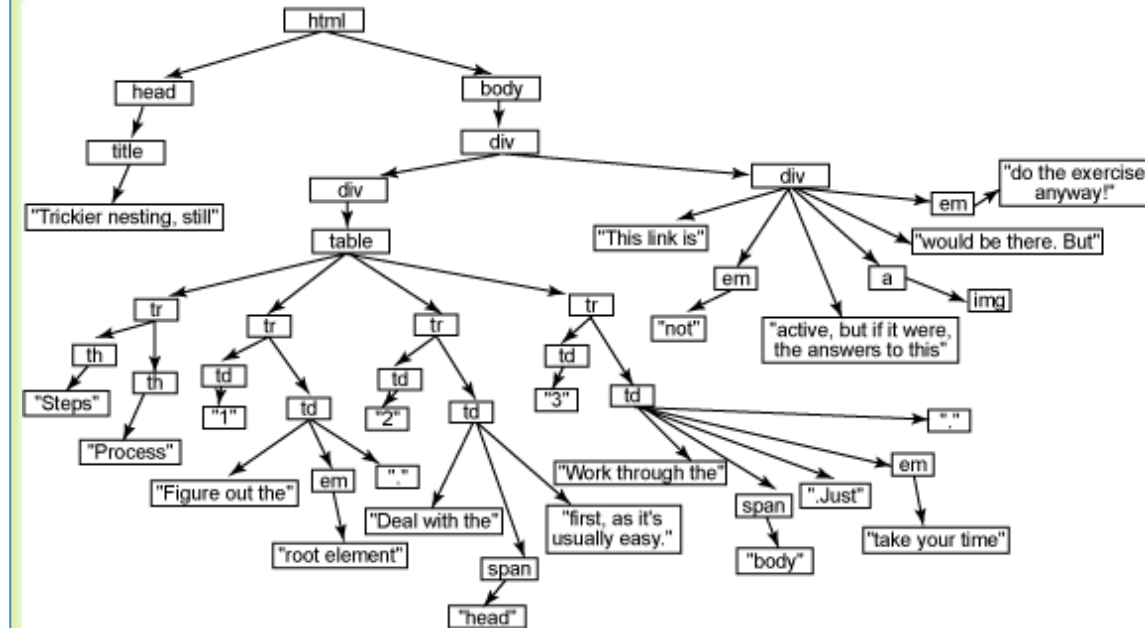 html
head
body
title
div
"Trickier nesting, still"
div
div
em
"do the exercise
anyway!"
table
"This link is"
em
"not"
"active, but if it were,
the answers to this"
a
img
"would be there. But"
tr
th
"Steps"
th
"Process"
tr
td
"1"
td
"Figure out the"
em
"root element"
"."
tr
td
"2"
td
"Deal with the"
span
"head"
"first, as it's
usually easy."
tr
td
"3"
td
"Work through the"
span
"body"
".Just"
em
"take your time"
"."